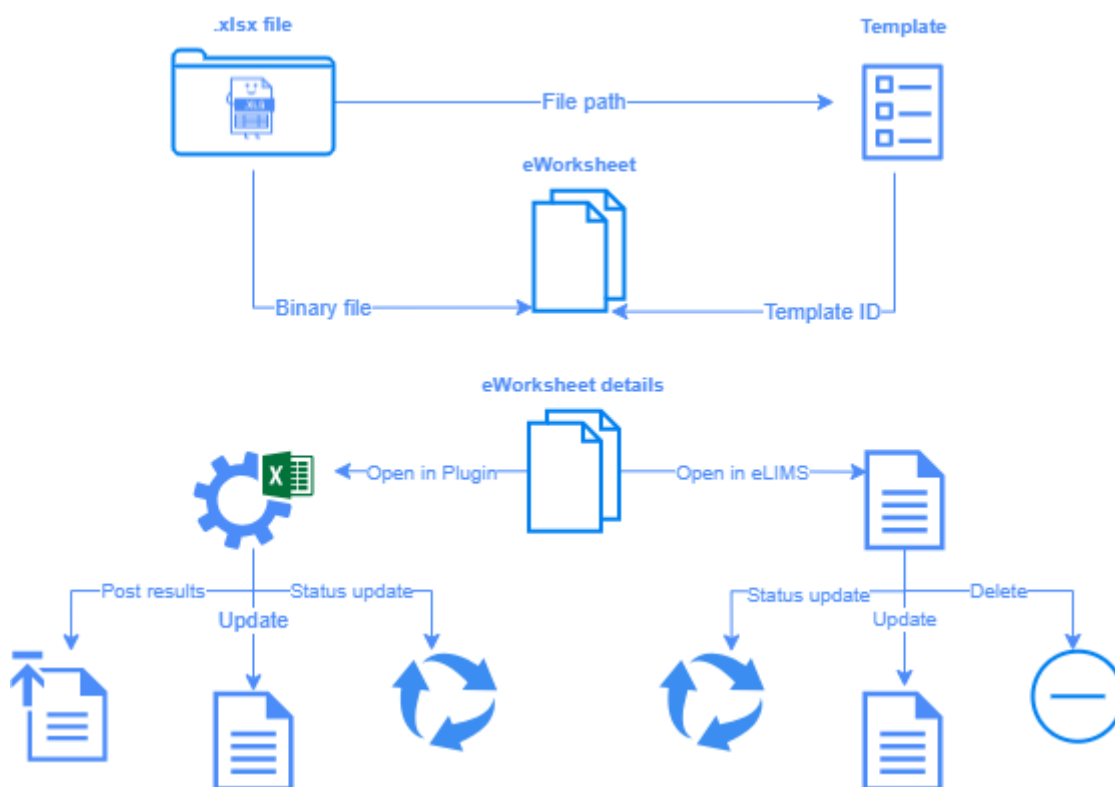 .xlsx file
Template
.XLS
File path
eWorksheet
Binary file
Template ID
eWorksheet details
X
Open in Plugin
Open in eLIMS
Post results
Status update
Update
Status update
Delete
Update